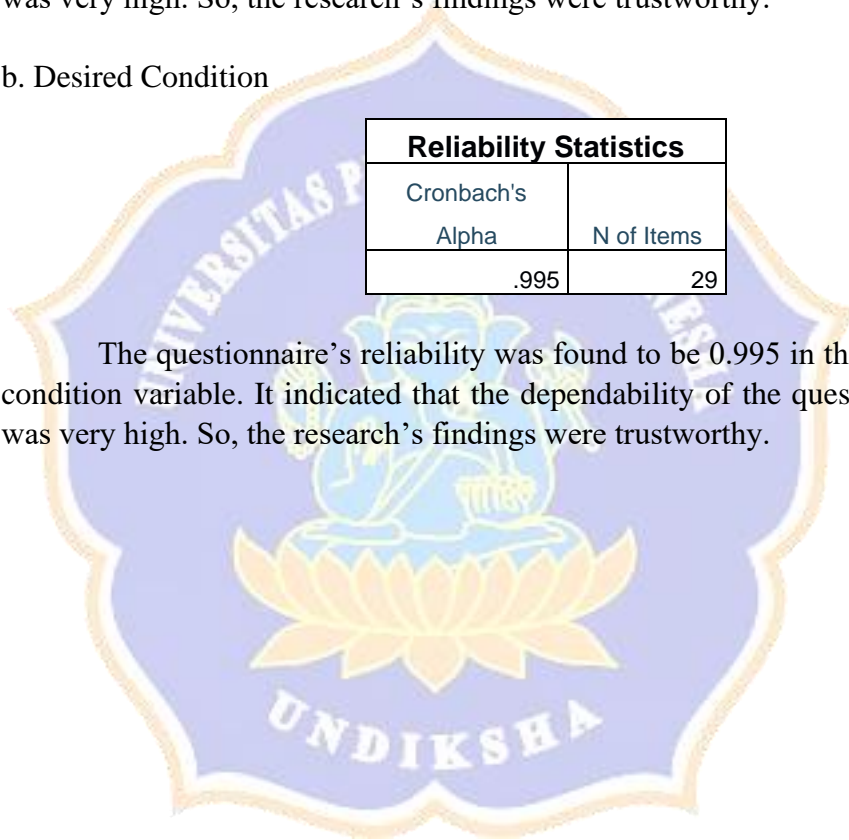 was very high. So, the research’s findings were trustworthy.
b. Desired Condition
Reliability Statistics
Cronbach's
Alpha
N of Items
.995
29
The questionnaire’s reliability was found to be 0.995 in th
condition variable. It indicated that the dependability of the ques
was very high. So, the research’s findings were trustworthy.
UNDIKSHA